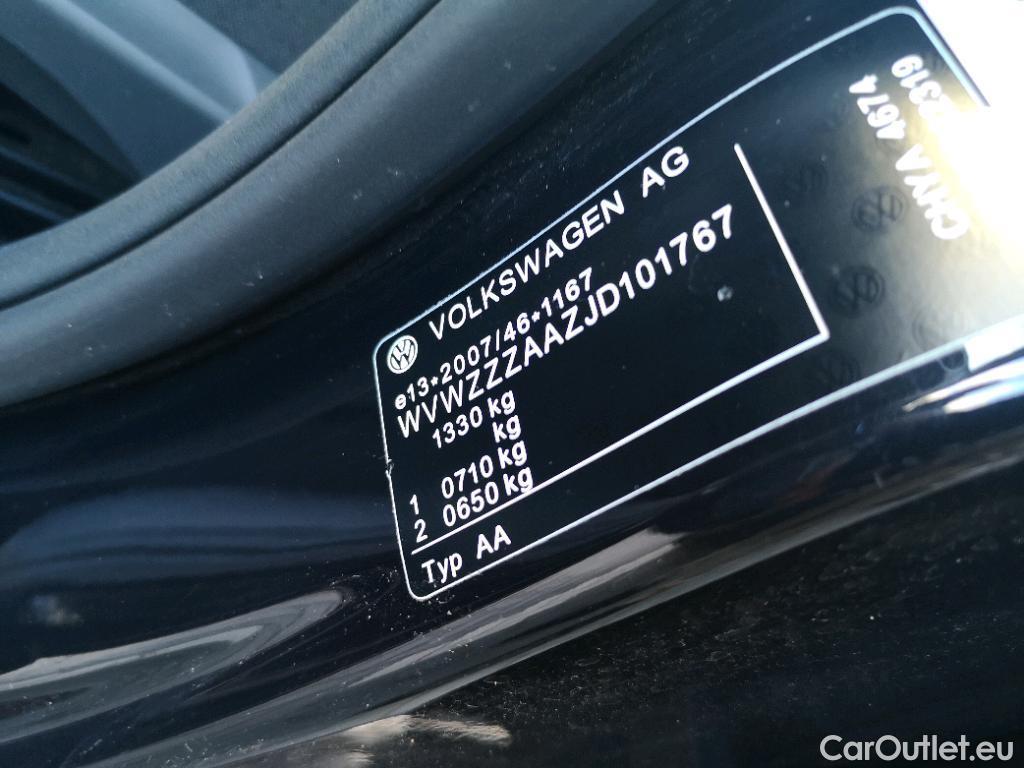 VOLKSWAGEN AG
e13*2007/46*1167
WVWZZZAAZJD101767
1330 kg
kg
1 0710 kg
2 0650 kg
Typ AA
CHYA 4674
2319
CarOutlet.eu